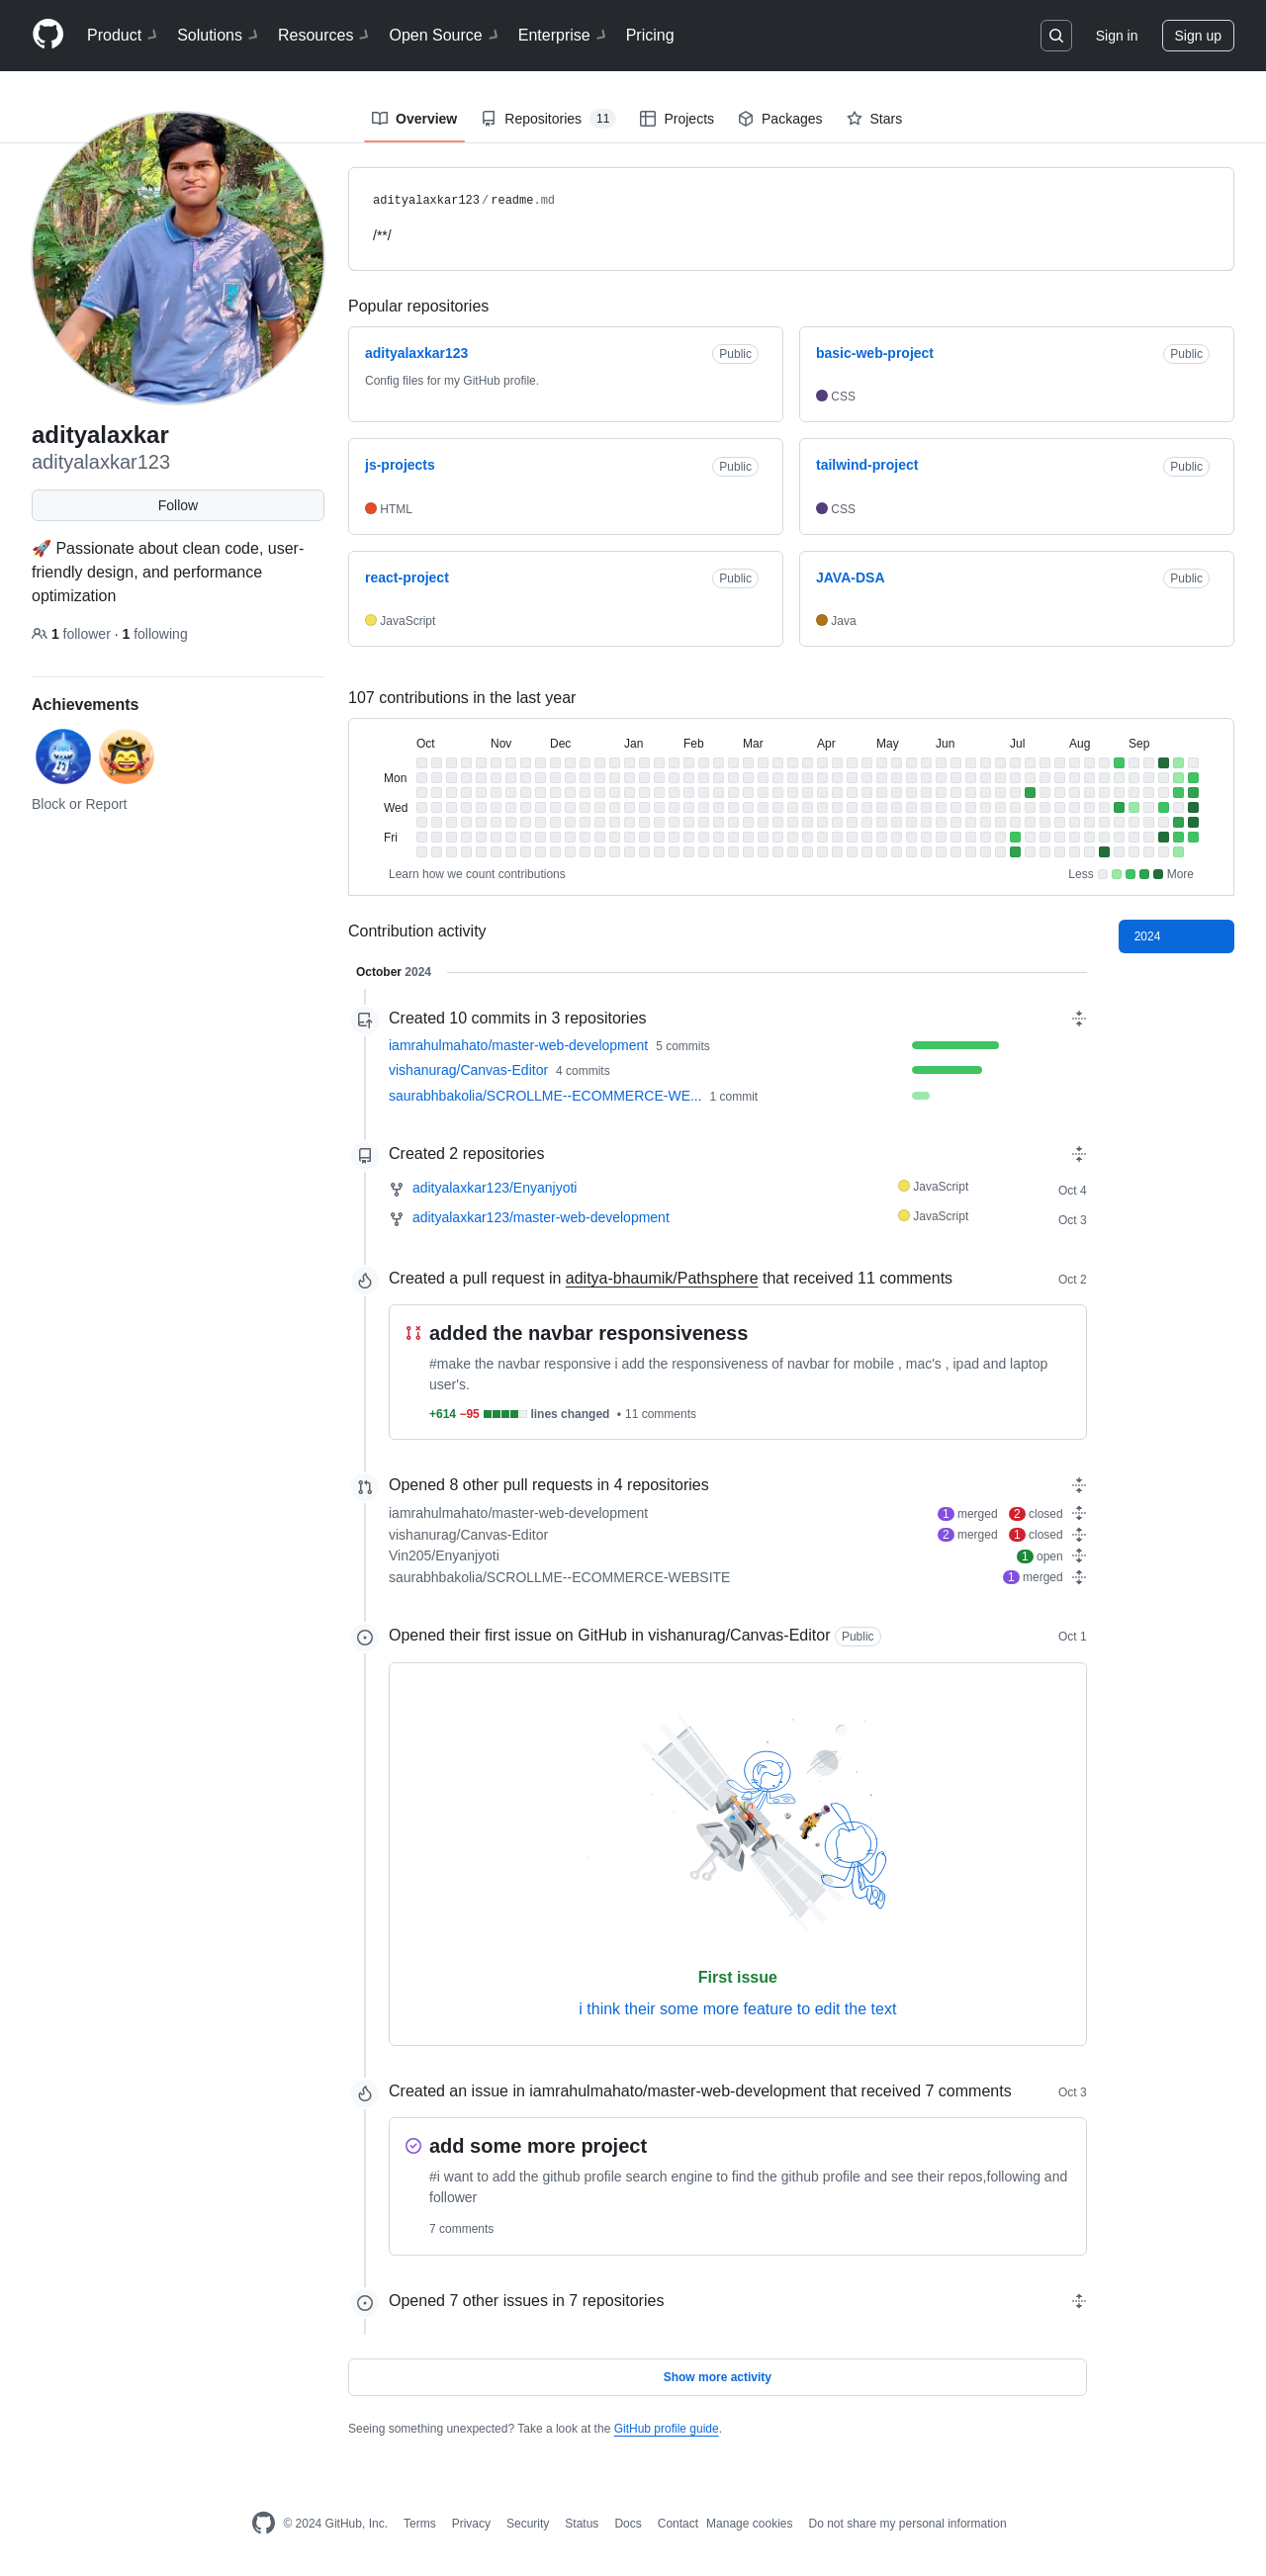 Product
Solutions
Resources
Open Source
Enterprise
Pricing
Sign in
Sign up
Overview
Repositories 11
Projects
Packages
Stars
adityalaxkar
adityalaxkar123
Follow
🚀 Passionate about clean code, user-
friendly design, and performance
optimization
1 follower · 1 following
Achievements
Block or Report
adityalaxkar123/readme.md
/**/
Popular repositories
adityalaxkar123 Public
Config files for my GitHub profile.
basic-web-project Public
CSS
js-projects Public
HTML
tailwind-project Public
CSS
react-project Public
JavaScript
JAVA-DSA Public
Java
107 contributions in the last year
Oct Nov Dec Jan Feb Mar Apr May Jun Jul Aug Sep
Mon
Wed
Fri
Learn how we count contributions
Less More
Contribution activity
2024
October 2024
Created 10 commits in 3 repositories
iamrahulmahato/master-web-development 5 commits
vishanurag/Canvas-Editor 4 commits
saurabhbakolia/SCROLLME--ECOMMERCE-WE... 1 commit
Created 2 repositories
adityalaxkar123/Enyanjyoti JavaScript Oct 4
adityalaxkar123/master-web-development JavaScript Oct 3
Created a pull request in aditya-bhaumik/Pathsphere that received 11 comments Oct 2
added the navbar responsiveness
#make the navbar responsive i add the responsiveness of navbar for mobile , mac's , ipad and laptop
user's.
+614 −95 lines changed • 11 comments
Opened 8 other pull requests in 4 repositories
iamrahulmahato/master-web-development 1 merged 2 closed
vishanurag/Canvas-Editor 2 merged 1 closed
Vin205/Enyanjyoti 1 open
saurabhbakolia/SCROLLME--ECOMMERCE-WEBSITE 1 merged
Opened their first issue on GitHub in vishanurag/Canvas-Editor Public Oct 1
First issue
i think their some more feature to edit the text
Created an issue in iamrahulmahato/master-web-development that received 7 comments Oct 3
add some more project
#i want to add the github profile search engine to find the github profile and see their repos,following and
follower
7 comments
Opened 7 other issues in 7 repositories
Show more activity
Seeing something unexpected? Take a look at the GitHub profile guide.
© 2024 GitHub, Inc. Terms Privacy Security Status Docs Contact Manage cookies Do not share my personal information